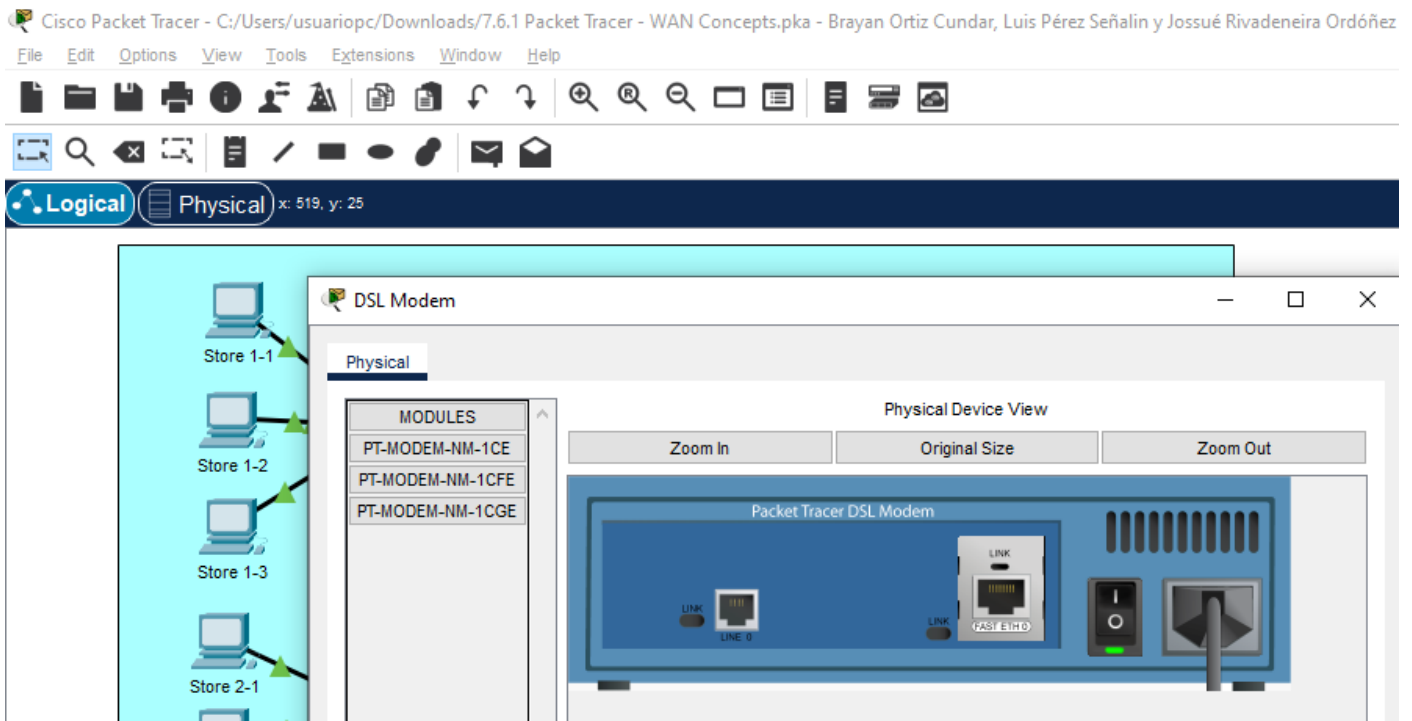 Cisco Packet Tracer - C:/Users/usuariopc/Downloads/7.6.1 Packet Tracer - WAN Concepts.pka - Brayan Ortiz Cundar, Luis Pérez Señalin y Jossué Rivadeneira Ordóñez
File Edit Options View Tools Extensions Window Help
Logical Physical x: 519, y: 25
DSL Modem
Physical
MODULES
PT-MODEM-NM-1CE
PT-MODEM-NM-1CFE
PT-MODEM-NM-1CGE
Physical Device View
Zoom In Original Size Zoom Out
Packet Tracer DSL Modem
LINK
LINK
LINE 0
LINK
FAST ETH 0
Store 1-1
Store 1-2
Store 1-3
Store 2-1